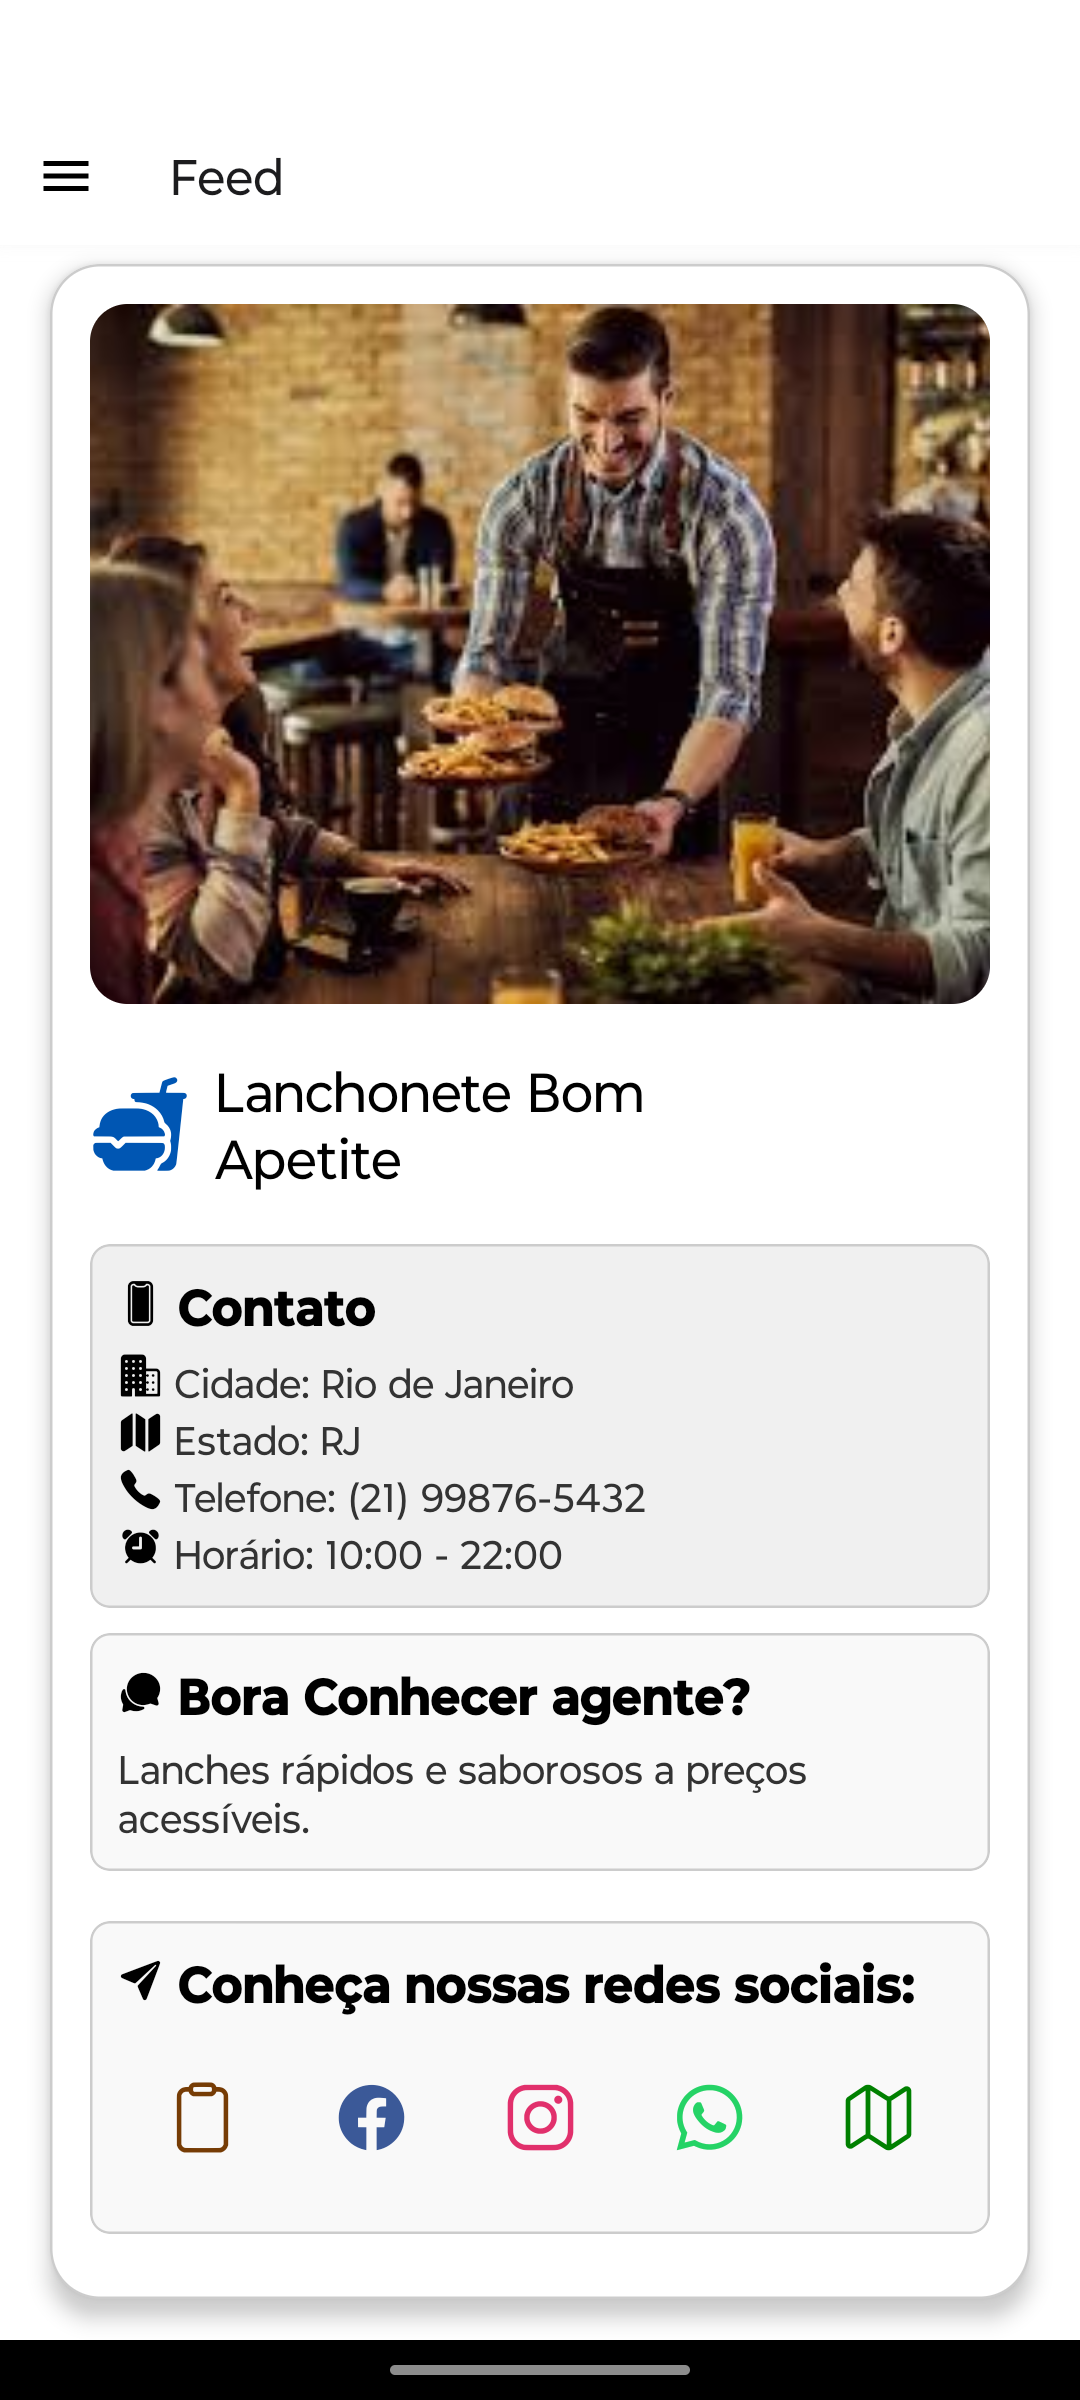 Feed
Lanchonete Bom
Apetite
Contato
Cidade: Rio de Janeiro
Estado: RJ
Telefone: (21) 99876-5432
Horário: 10:00 - 22:00
Bora Conhecer agente?
Lanches rápidos e saborosos a preços
acessíveis.
Conheça nossas redes sociais: